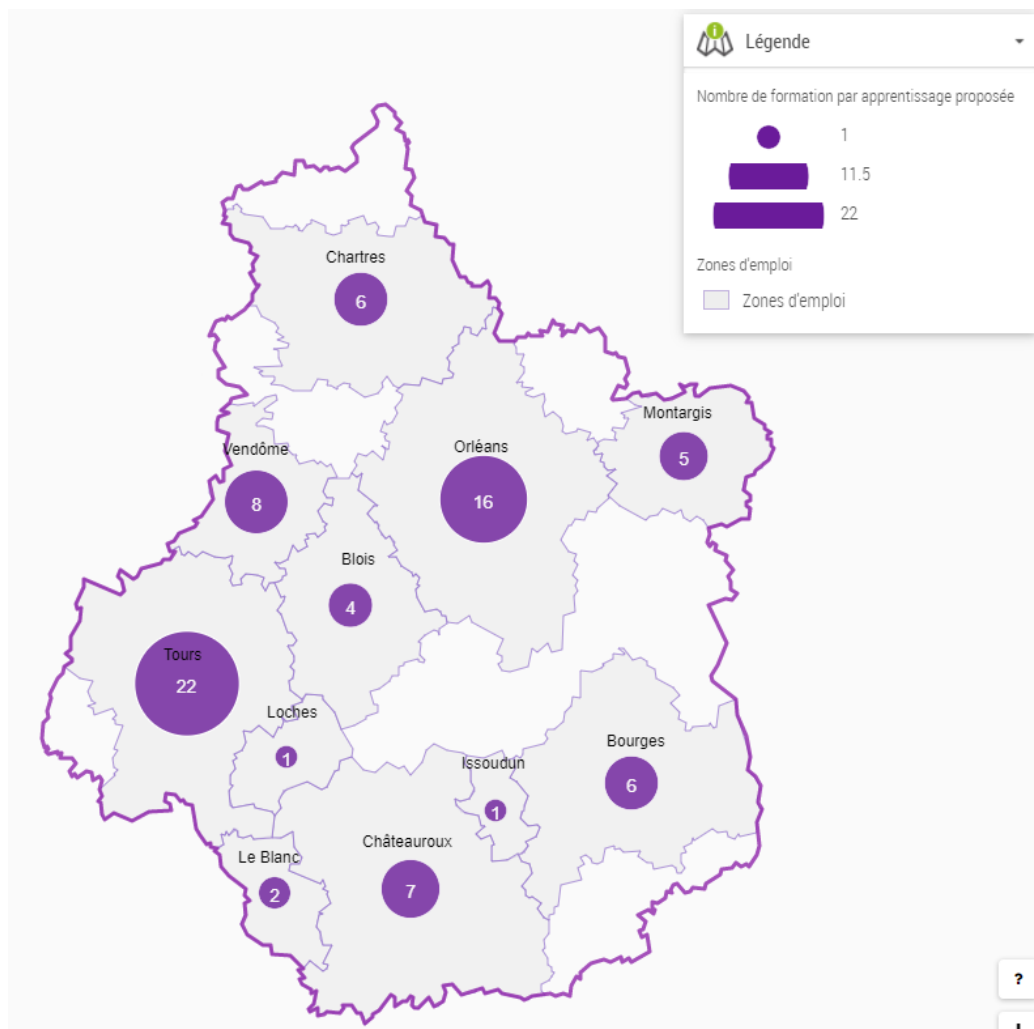 Légende
Nombre de formation par apprentissage proposée
1
11.5
22
Zones d'emploi
Zones d'emploi
Chartres
6
Montargis
5
Orléans
16
Vendôme
8
Blois
4
Tours
22
Loches
1
Issoudun
1
Bourges
6
Châteauroux
7
Le Blanc
2
?